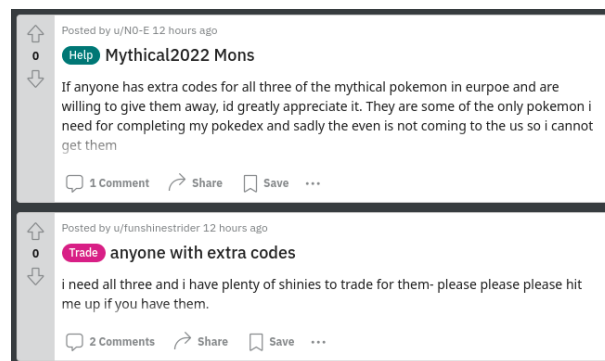 Posted by u/N0-E 12 hours ago
0
Help Mythical2022 Mons
If anyone has extra codes for all three of the mythical pokemon in eurpoe and are
willing to give them away, id greatly appreciate it. They are some of the only pokemon i
need for completing my pokedex and sadly the even is not coming to the us so i cannot
get them
1 Comment Share Save ...
Posted by u/funshinestrider 12 hours ago
0
Trade anyone with extra codes
i need all three and i have plenty of shinies to trade for them- please please please hit
me up if you have them.
2 Comments Share Save ...